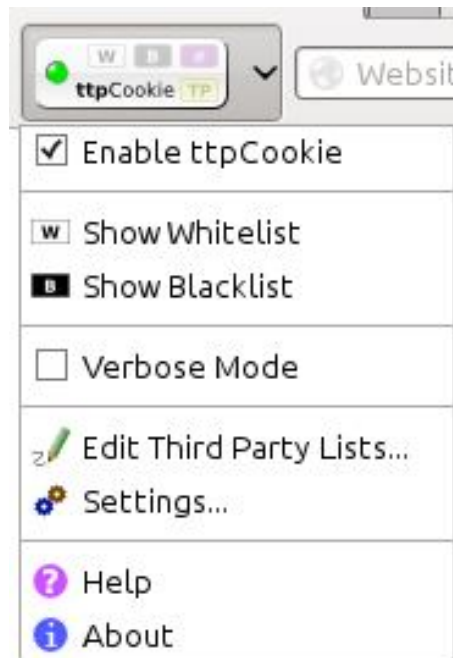 W B
ttpCookie TP
Websit
Enable ttpCookie
W Show Whitelist
B Show Blacklist
Verbose Mode
Edit Third Party Lists...
Settings...
? Help
i About